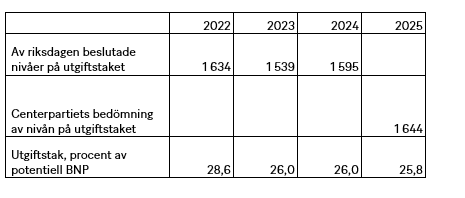 2022 2023 2024 2025
Av riksdagen beslutade
nivåer på utgiftstaket 1 634 1 539 1 595
Centerpartiets bedömning
av nivån på utgiftstaket 1 644
Utgiftstak, procent av
potentiell BNP 28,6 26,0 26,0 25,8